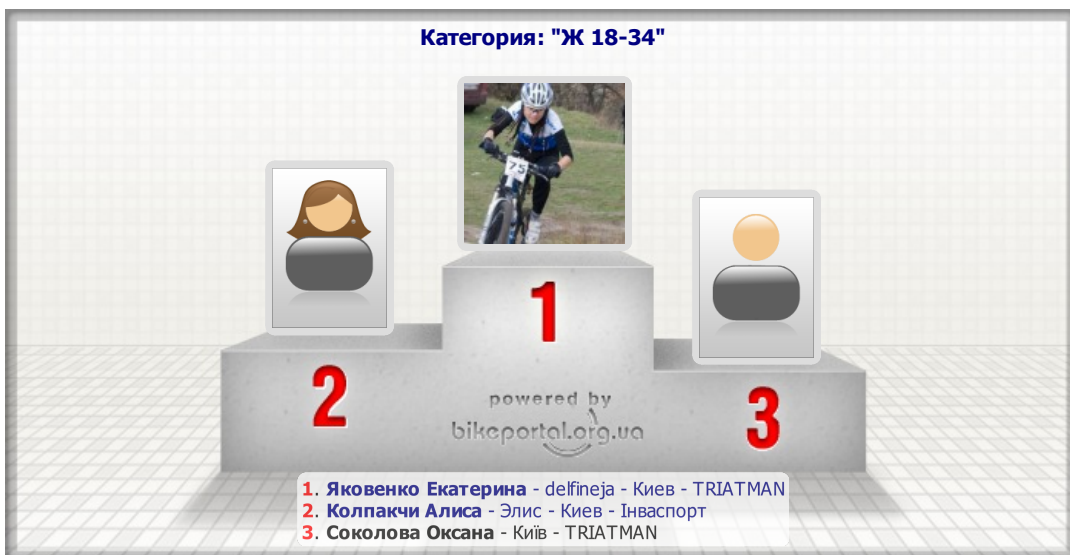 Категория: "Ж 18-34"
75
1
2
3
powered by
bikeportal.org.ua
1. Яковенко Екатерина - delfineja - Киев - TRIATMAN
2. Колпакчи Алиса - Элис - Киев - Інваспорт
3. Соколова Оксана - Київ - TRIATMAN